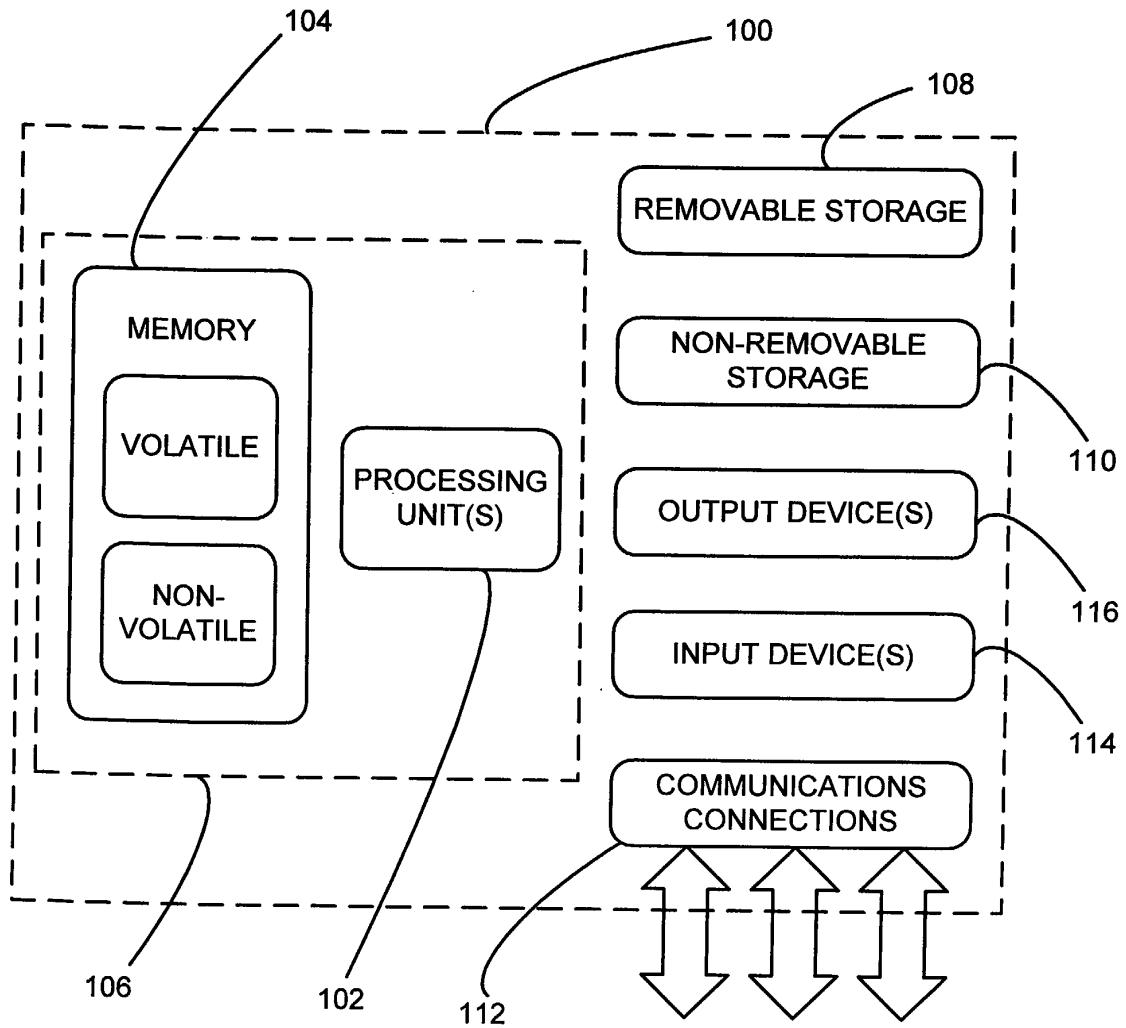 104
100
108
REMOVABLE STORAGE
MEMORY
VOLATILE
NON-
VOLATILE
PROCESSING
UNIT(S)
NON-REMOVABLE
STORAGE
110
OUTPUT DEVICE(S)
116
INPUT DEVICE(S)
114
COMMUNICATIONS
CONNECTIONS
106
102
112